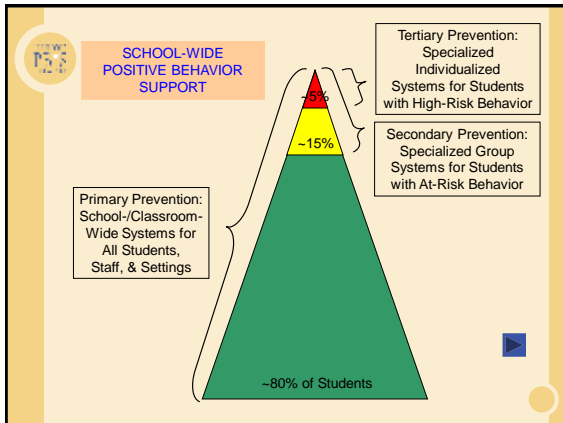 SCHOOL-WIDE
POSITIVE BEHAVIOR
SUPPORT
Tertiary Prevention:
Specialized
Individualized
Systems for Students
with High-Risk Behavior
~5%
~15%
Secondary Prevention:
Specialized Group
Systems for Students
with At-Risk Behavior
Primary Prevention:
School-/Classroom-
Wide Systems for
All Students,
Staff, & Settings
~80% of Students